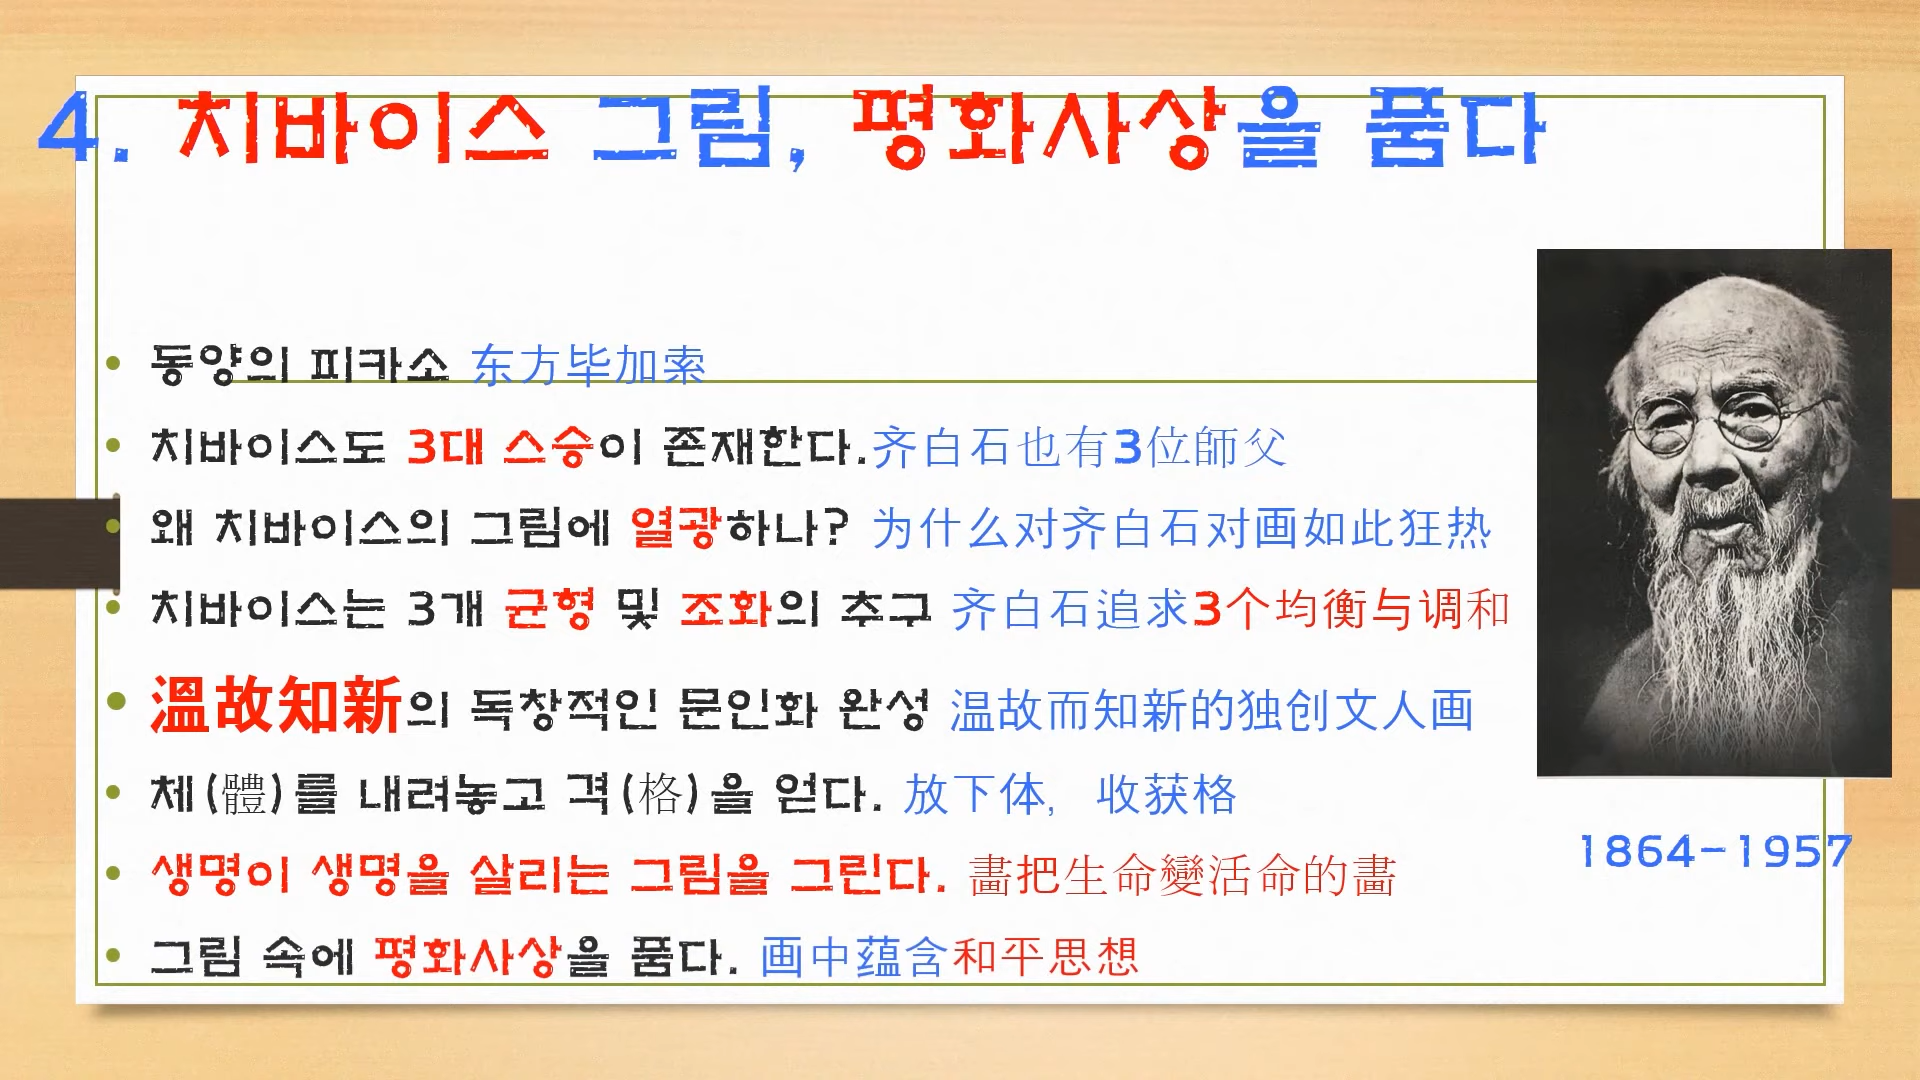 4. 치바이스 그림, 평화사상을 품다
동양의 피카소 东方毕加索
치바이스도 3대 스승이 존재한다.齐白石也有3位師父
왜 치바이스의 그림에 열광하나? 为什么对齐白石对画如此狂热
치바이스는 3개 균형 및 조화의 추구 齐白石追求3个均衡与调和
溫故知新의 독창적인 문인화 완성 温故而知新的独创文人画
체(體)를 내려놓고 격(格)을 얻다. 放下体, 收获格
생명이 생명을 살리는 그림을 그린다. 畵把生命變活命的畵
그림 속에 평화사상을 품다. 画中蕴含和平思想
1864-1957